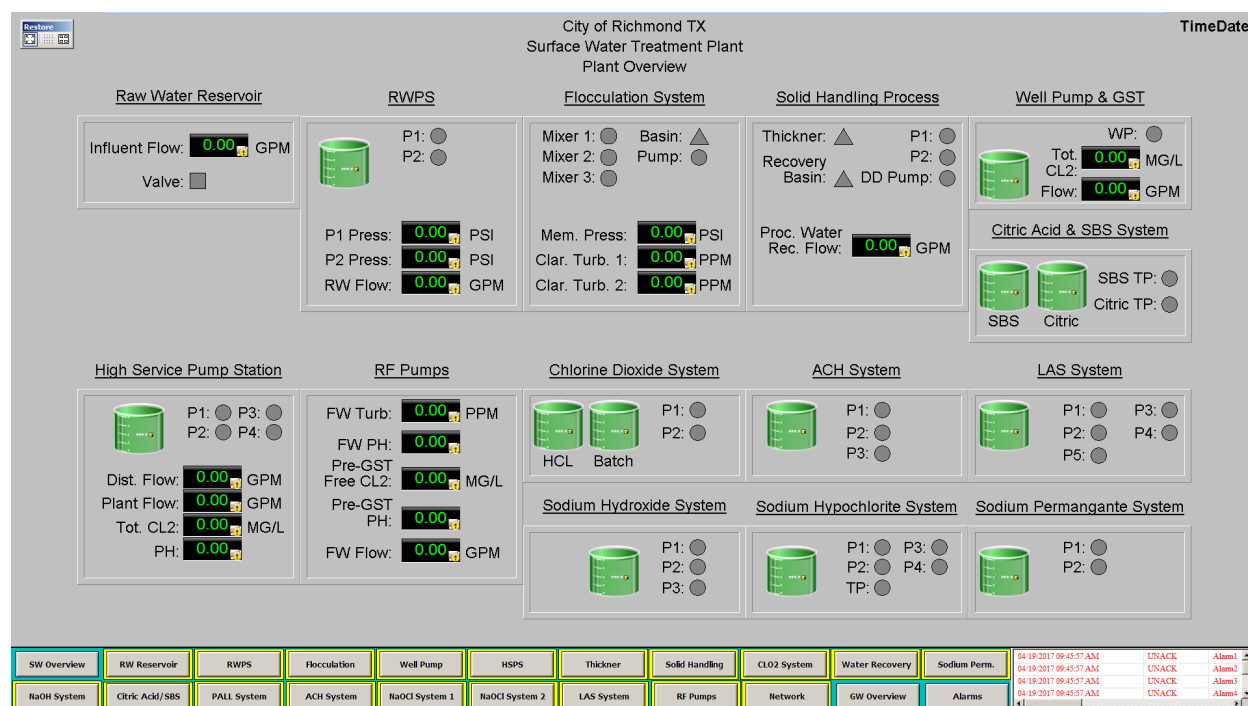 Restore
City of Richmond TX
Surface Water Treatment Plant
Plant Overview
TimeDate
Raw Water Reservoir
Influent Flow: 0.00 GPM
Valve:
RWPS
P1:
P2:
P1 Press: 0.00 PSI
P2 Press: 0.00 PSI
RW Flow: 0.00 GPM
Flocculation System
Mixer 1: Basin:
Mixer 2: Pump:
Mixer 3:
Mem. Press: 0.00 PSI
Clar. Turb. 1: 0.00 PPM
Clar. Turb. 2: 0.00 PPM
Solid Handling Process
Thickner: P1:
Recovery P2:
Basin: DD Pump:
Proc. Water
Rec. Flow: 0.00 GPM
Well Pump & GST
WP:
Tot.
CL2: 0.00 MG/L
Flow: 0.00 GPM
Citric Acid & SBS System
SBS TP:
Citric TP:
SBS Citric
High Service Pump Station
P1: P3:
P2: P4:
Dist. Flow: 0.00 GPM
Plant Flow: 0.00 GPM
Tot. CL2: 0.00 MG/L
PH: 0.00
RF Pumps
FW Turb: 0.00 PPM
FW PH: 0.00
Pre-GST
Free CL2: 0.00 MG/L
Pre-GST
PH: 0.00
FW Flow: 0.00 GPM
Chlorine Dioxide System
P1:
P2:
HCL Batch
ACH System
P1:
P2:
P3:
LAS System
P1: P3:
P2: P4:
P5:
Sodium Hydroxide System
P1:
P2:
P3:
Sodium Hypochlorite System
P1: P3:
P2: P4:
TP:
Sodium Permangante System
P1:
P2:
SW Overview RW Reservoir RWPS Flocculation Well Pump HSPS Thickner Solid Handling CLO2 System Water Recovery Sodium Perm.
NaOH System Citric Acid/SBS PALL System ACH System NaOCl System 1 NaOCl System 2 LAS System RF Pumps Network GW Overview Alarms
04/19/2017 09:45:57 AM UNACK Alarm1
04/19/2017 09:45:57 AM UNACK Alarm2
04/19/2017 09:45:57 AM UNACK Alarm3
04/19/2017 09:45:57 AM UNACK Alarm4